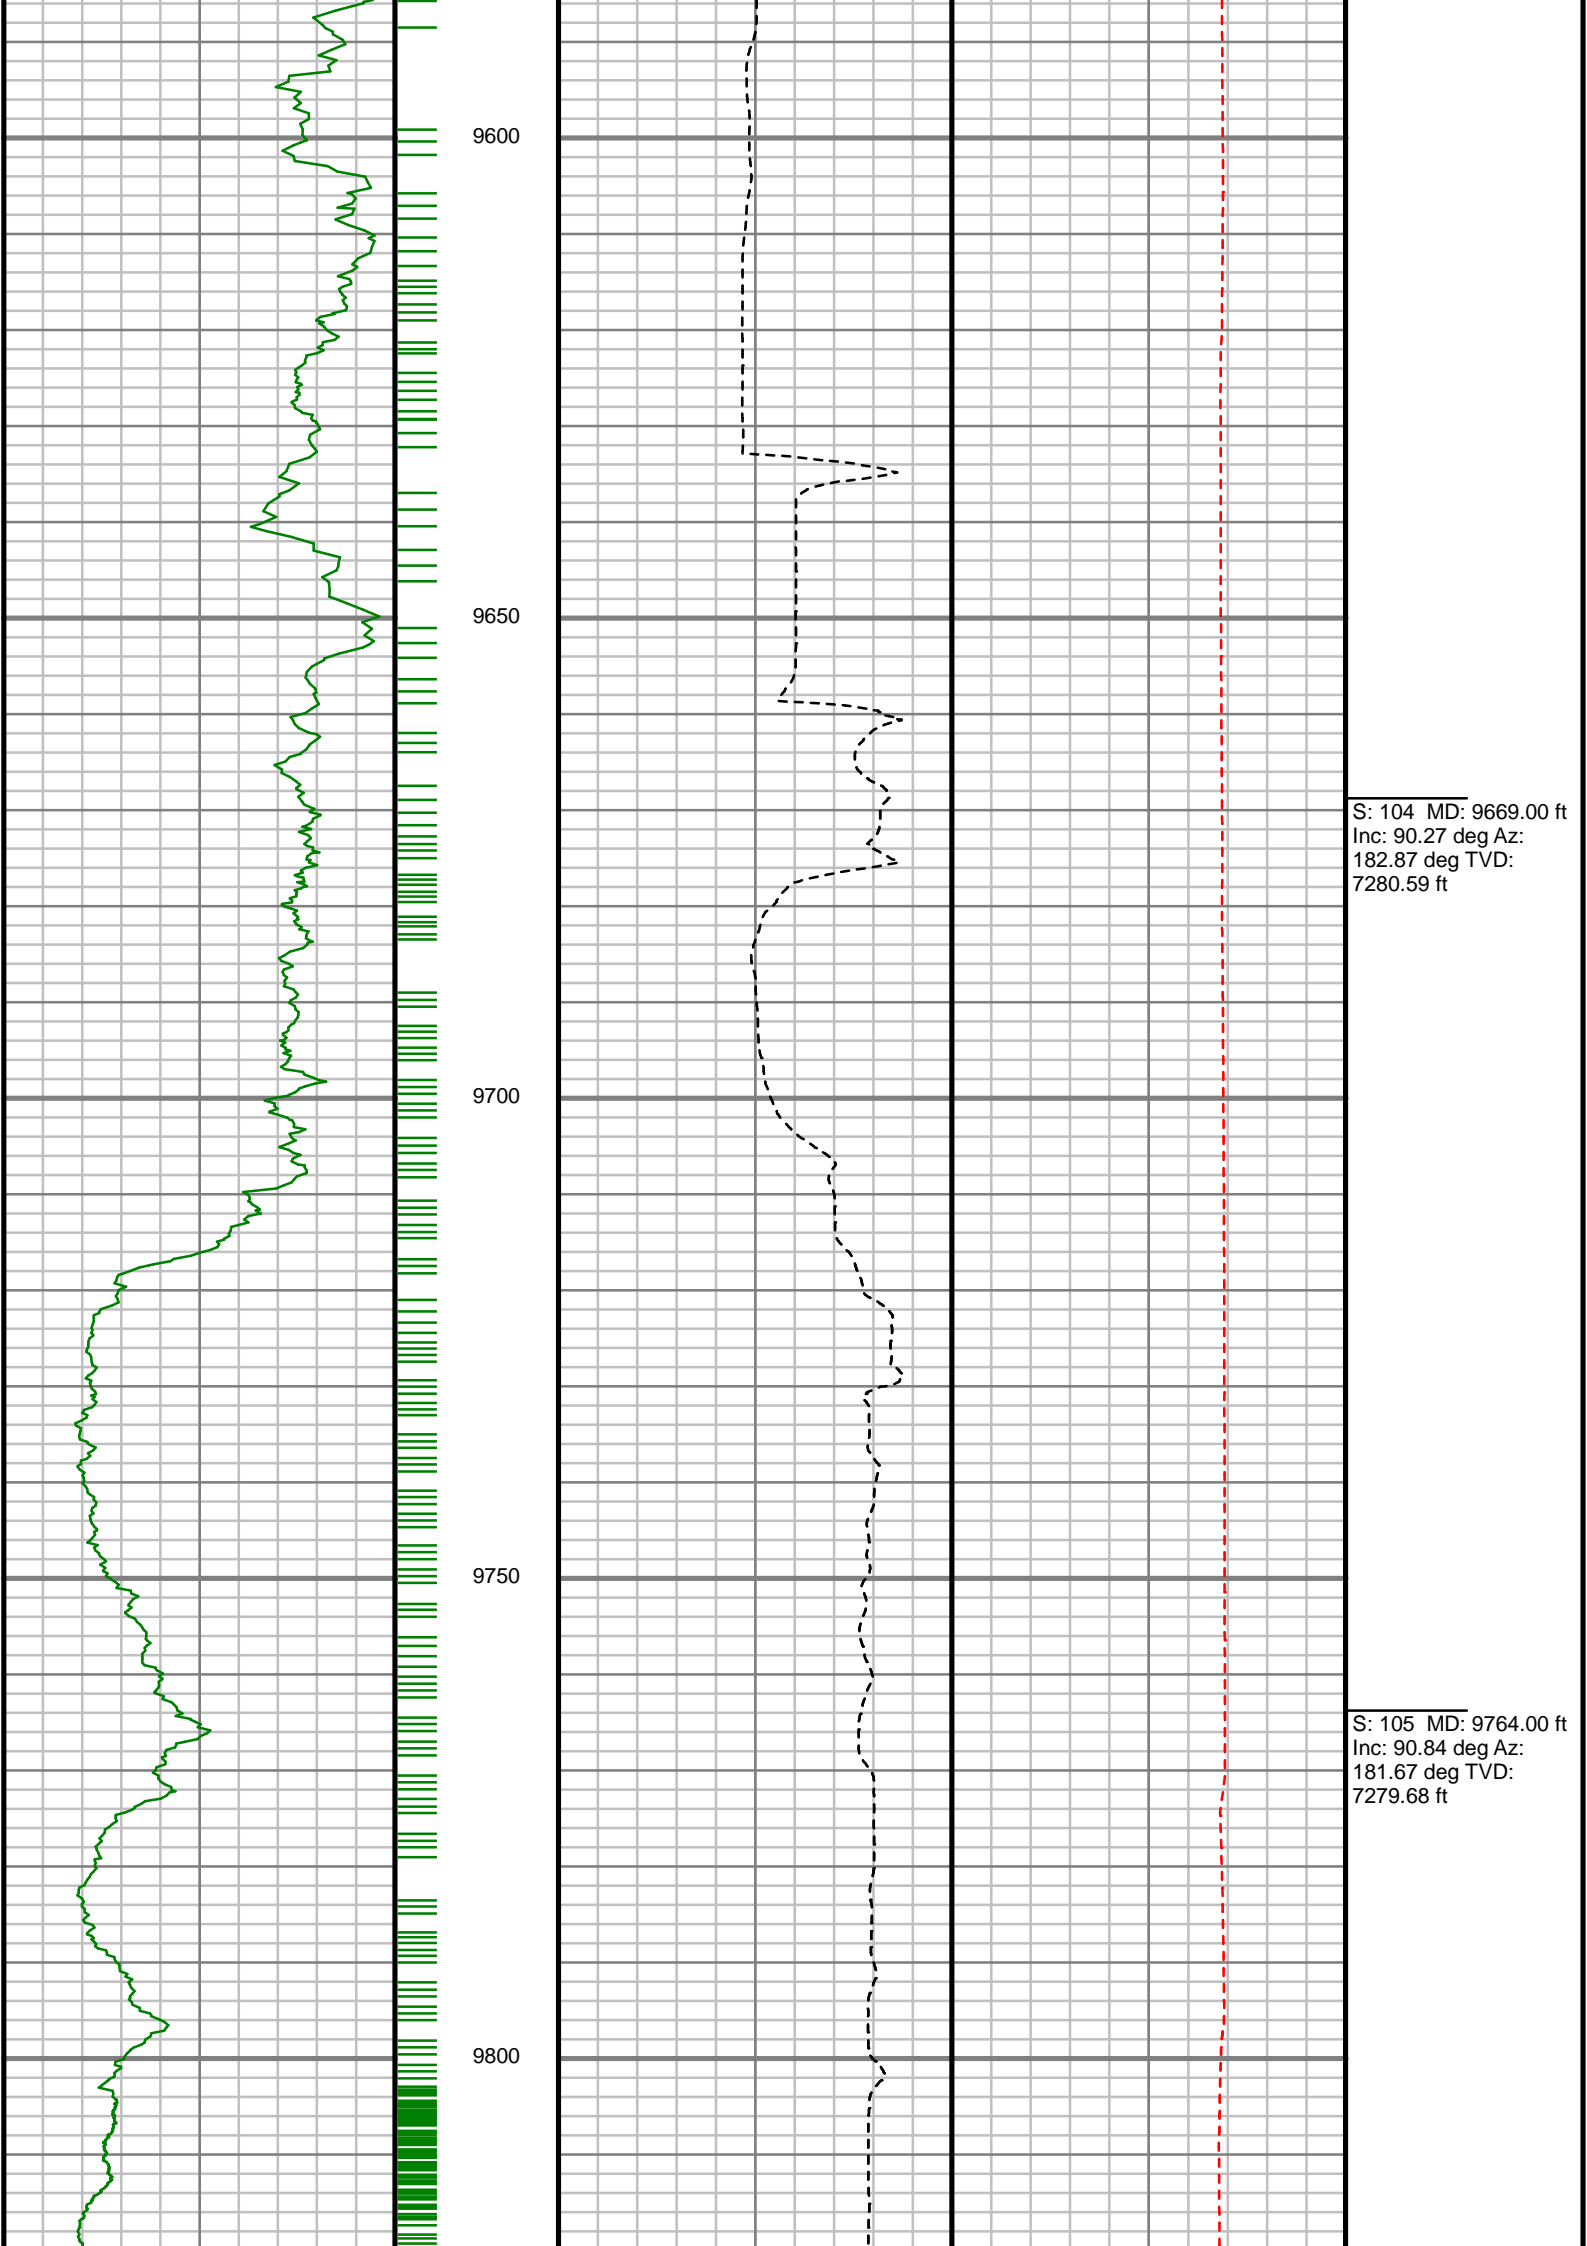 9600
9650
S: 104 MD: 9669.00 ft
Inc: 90.27 deg Az:
182.87 deg TVD:
7280.59 ft
9700
9750
S: 105 MD: 9764.00 ft
Inc: 90.84 deg Az:
181.67 deg TVD:
7279.68 ft
9800